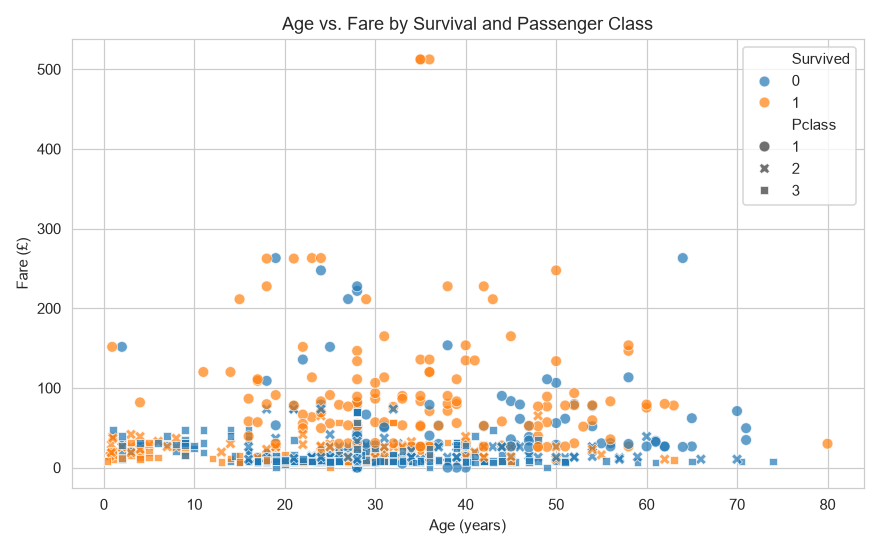 Age vs. Fare by Survival and Passenger Class
Fare (£)
500
400
300
200
100
0
Survived
0
1
Pclass
1
2
3
0 10 20 30 40 50 60 70 80
Age (years)